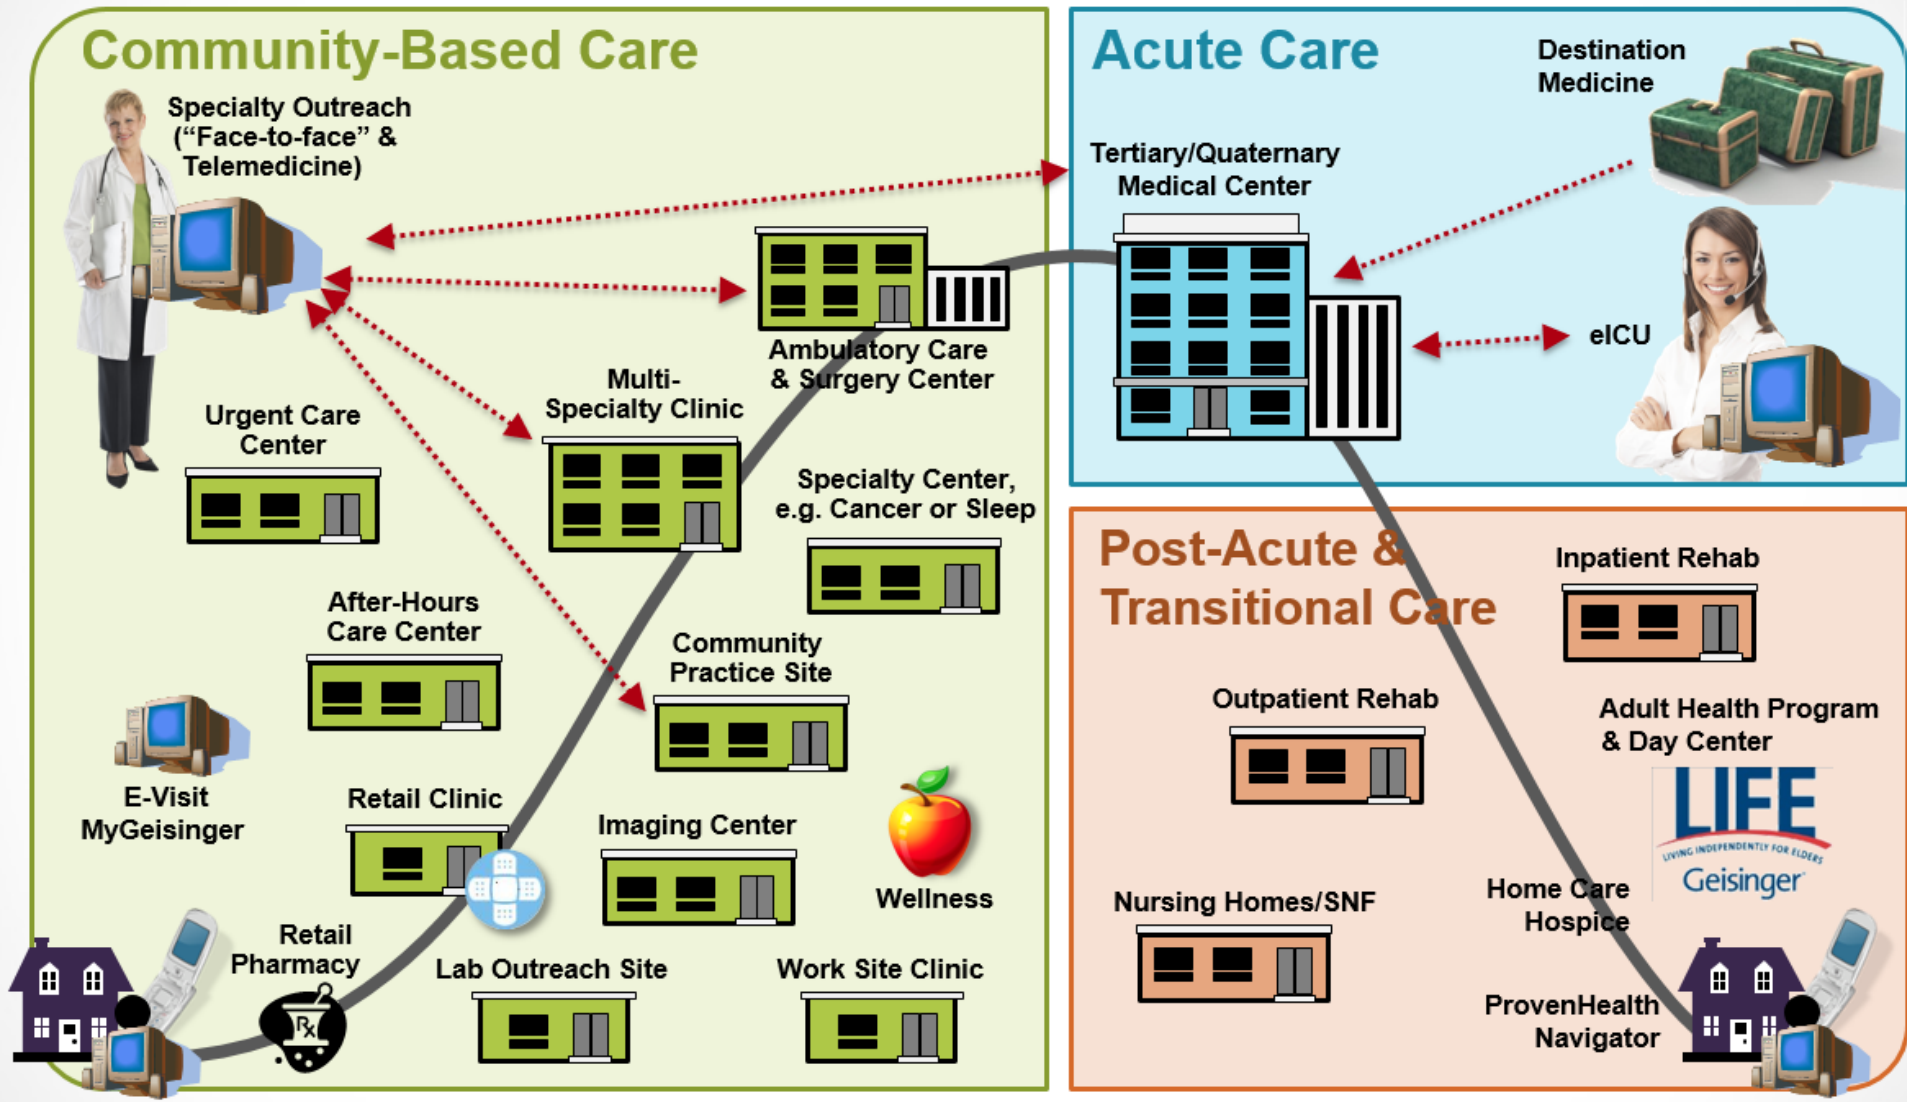 Community-Based Care
Specialty Outreach
(“Face-to-face” &
Telemedicine)
Ambulatory Care
& Surgery Center
Multi-
Specialty Clinic
Urgent Care
Center
Specialty Center,
e.g. Cancer or Sleep
After-Hours
Care Center
Community
Practice Site
E-Visit
MyGeisinger
Retail Clinic
Imaging Center
Wellness
Retail
Pharmacy
Rx
Lab Outreach Site
Work Site Clinic
Acute Care
Destination
Medicine
Tertiary/Quaternary
Medical Center
eICU
Post-Acute &
Transitional Care
Inpatient Rehab
Outpatient Rehab
Adult Health Program
& Day Center
LIFE
LIVING INDEPENDENTLY FOR ELDERS
Geisinger
Nursing Homes/SNF
Home Care
Hospice
ProvenHealth
Navigator